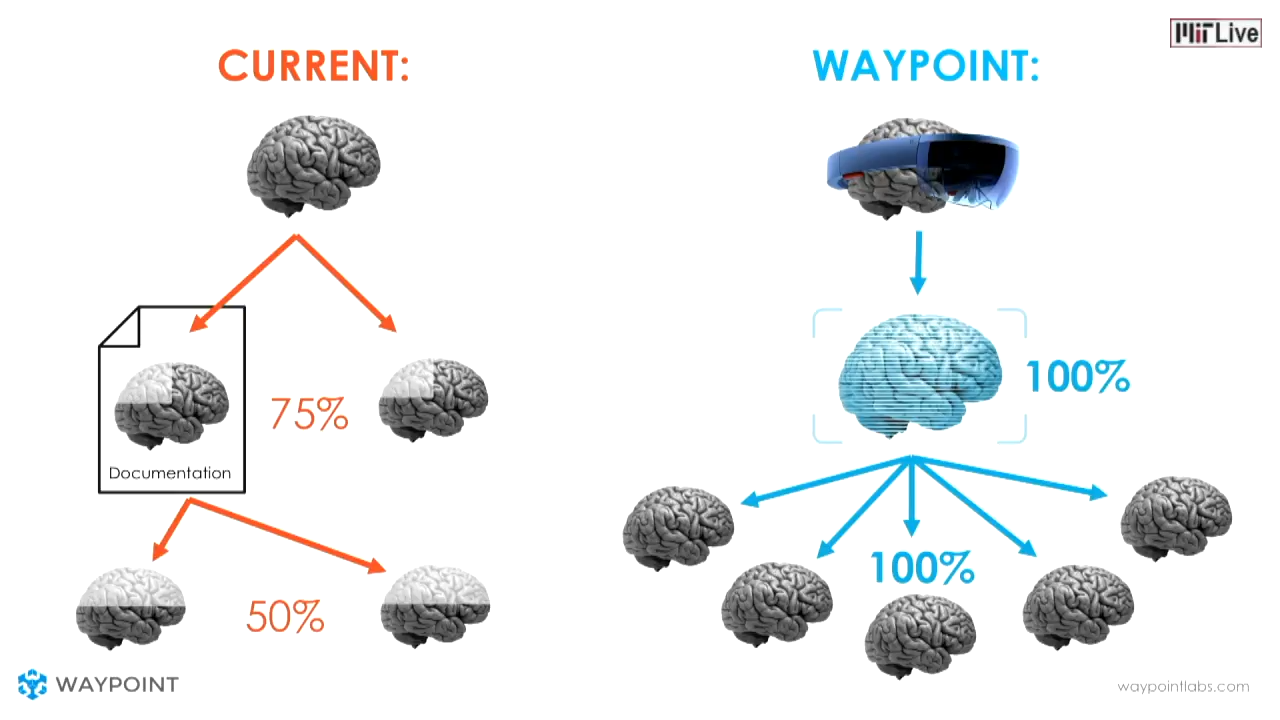 MIT Live
CURRENT:
WAYPOINT:
75%
100%
Documentation
100%
50%
WAYPOINT
waypointlabs.com